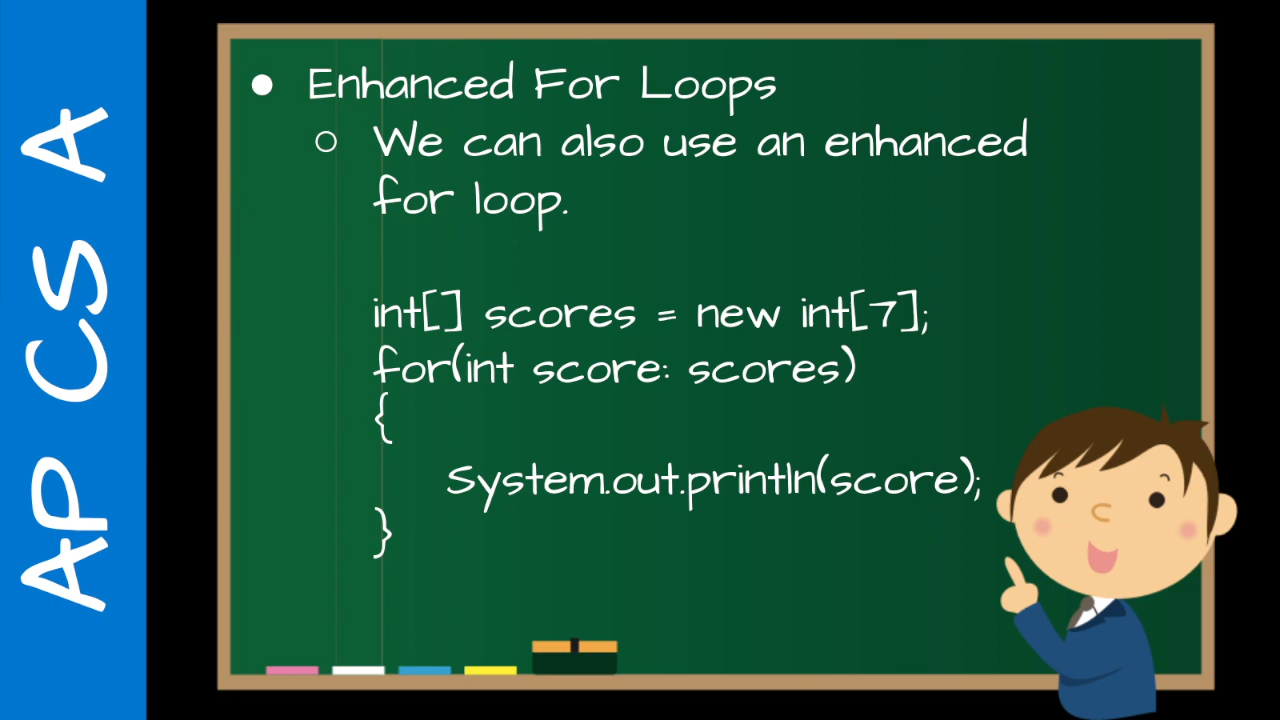 AP CS A
● Enhanced For Loops
○ We can also use an enhanced
for loop.
int[] scores = new int[7];
for(int score: scores)
{
System.out.println(score);
}